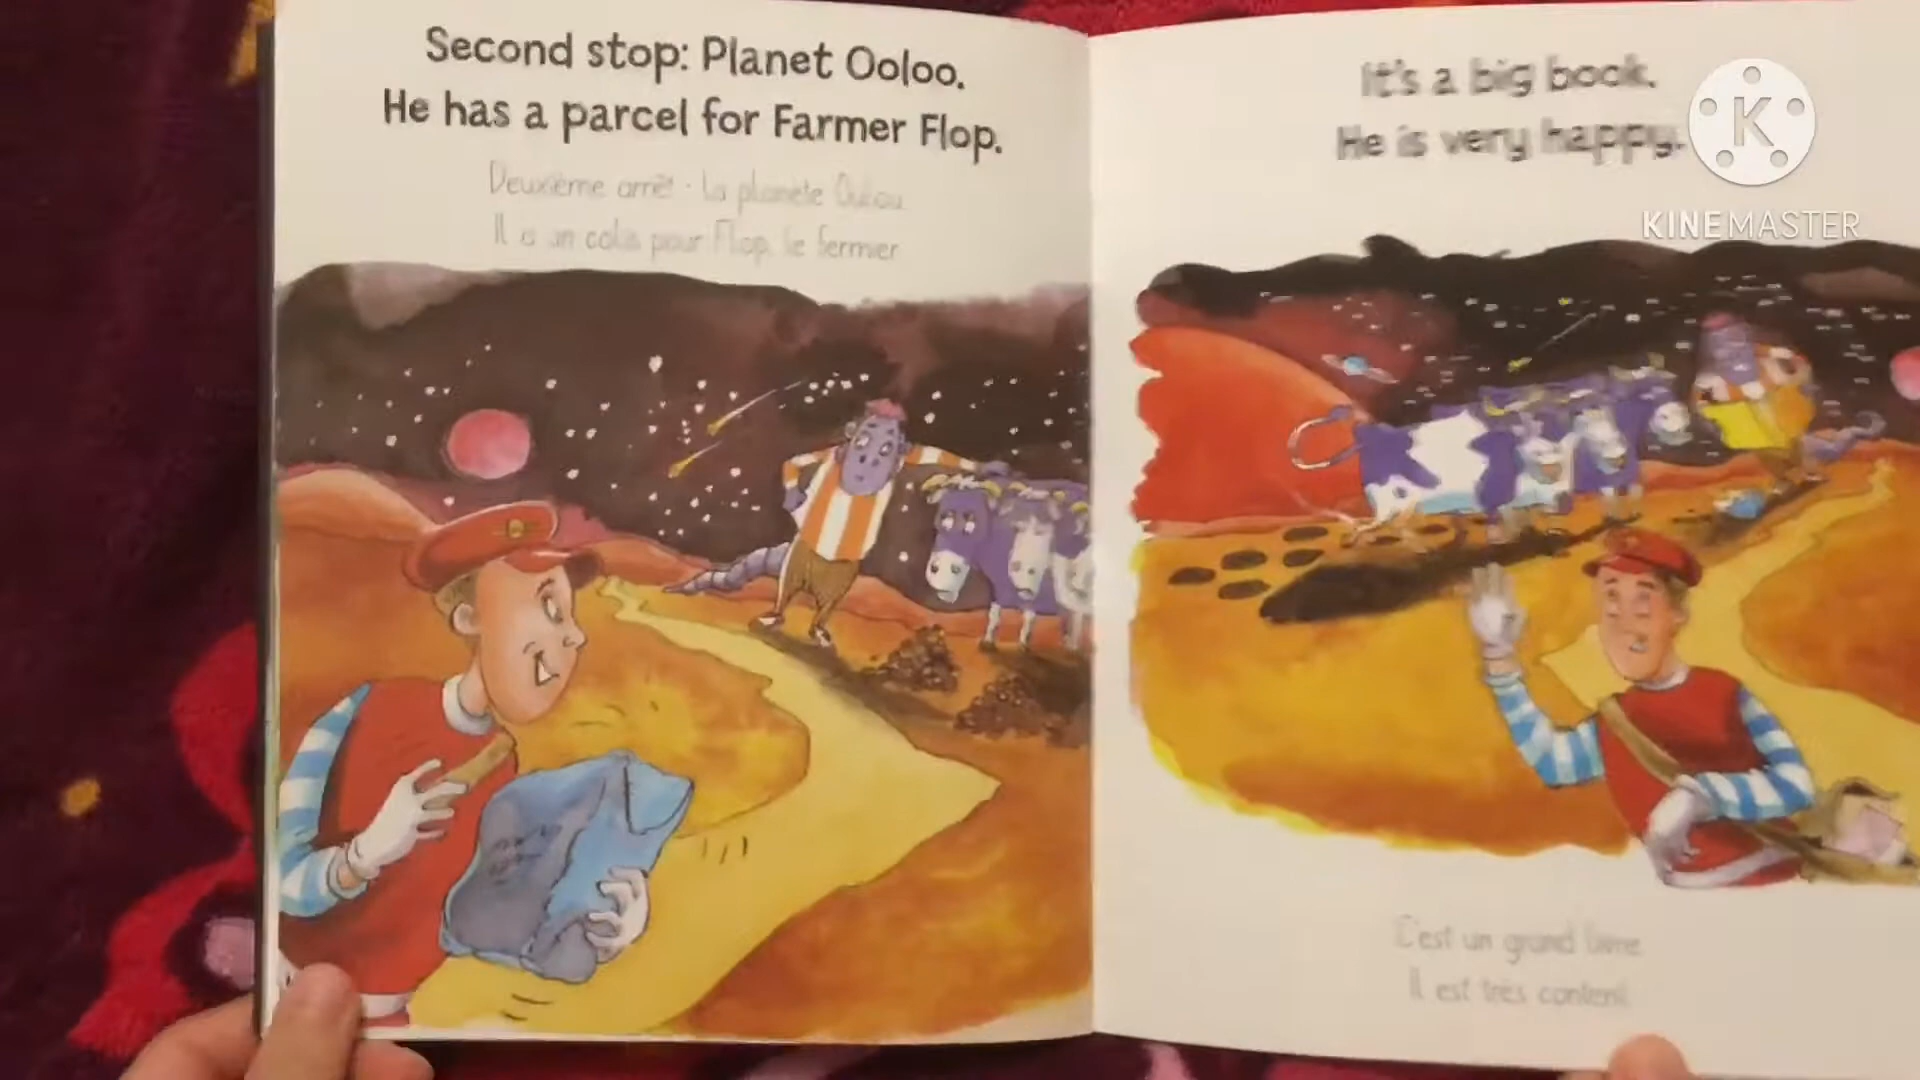 Second stop: Planet Ooloo.
He has a parcel for Farmer Flop.
Deuxième arrêt : La planète Oulou.
Il a un colis pour Flop, le fermier
It's a big book.
He is very happy.
C'est un grand livre.
Il est très content.
K
KINEMASTER